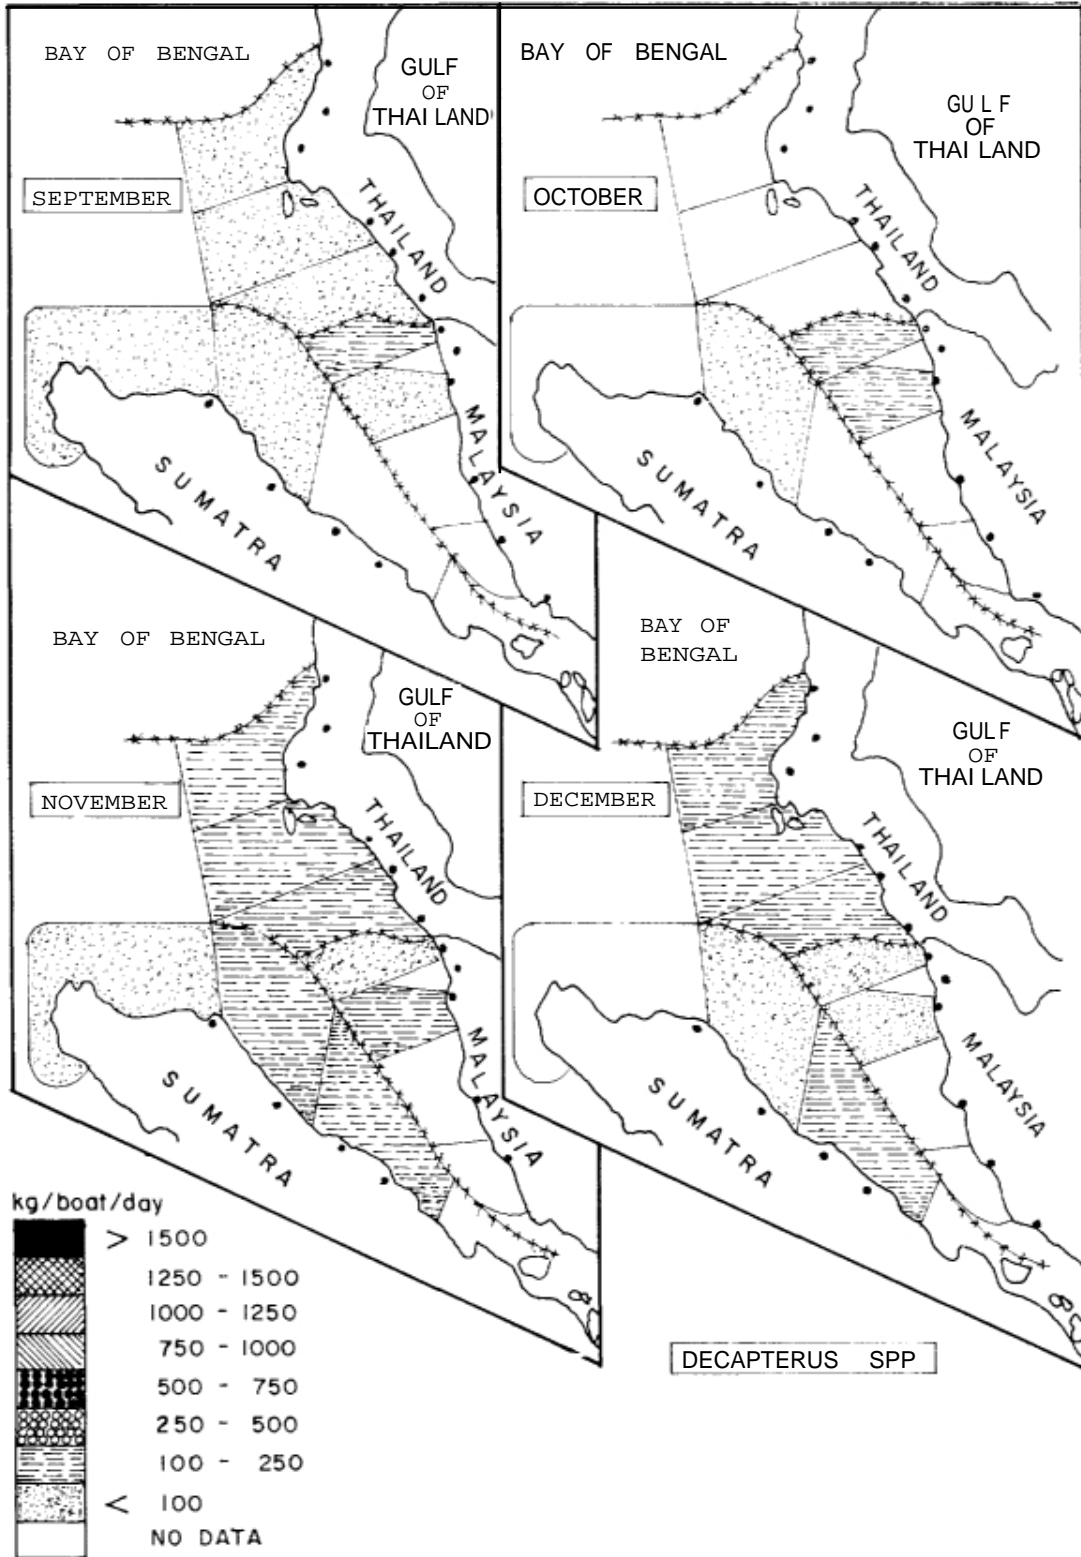 BAY OF BENGAL
GULF
OF
THAI LAND
SEPTEMBER
THAILAND
MALAYSIA
SUMATRA
BAY OF BENGAL
GULF
OF
THAI LAND
OCTOBER
THAILAND
MALAYSIA
SUMATRA
BAY OF BENGAL
GULF
OF
THAILAND
NOVEMBER
THAILAND
MALAYSIA
SUMATRA
BAY OF
BENGAL
GULF
OF
THAI LAND
DECEMBER
THAILAND
MALAYSIA
SUMATRA
kg/boat/day
> 1500
1250 - 1500
1000 - 1250
750 - 1000
500 - 750
250 - 500
100 - 250
< 100
NO DATA
DECAPTERUS SPP